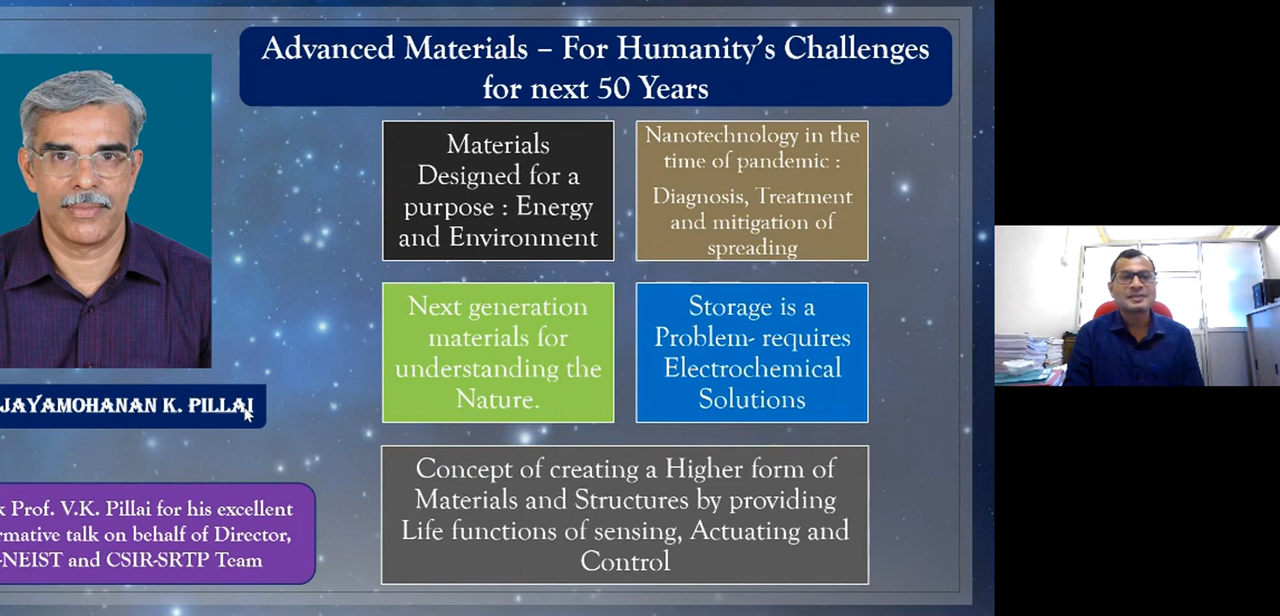 Advanced Materials – For Humanity's Challenges
for next 50 Years
Materials
Designed for a
purpose : Energy
and Environment
Nanotechnology in the
time of pandemic :
Diagnosis, Treatment
and mitigation of
spreading
Next generation
materials for
understanding the
Nature.
Storage is a
Problem- requires
Electrochemical
Solutions
Concept of creating a Higher form of
Materials and Structures by providing
Life functions of sensing, Actuating and
Control
JAYAMOHANAN K. PILLAI
Prof. V.K. Pillai for his excellent
talk on behalf of Director,
-NEIST and CSIR-SRTP Team